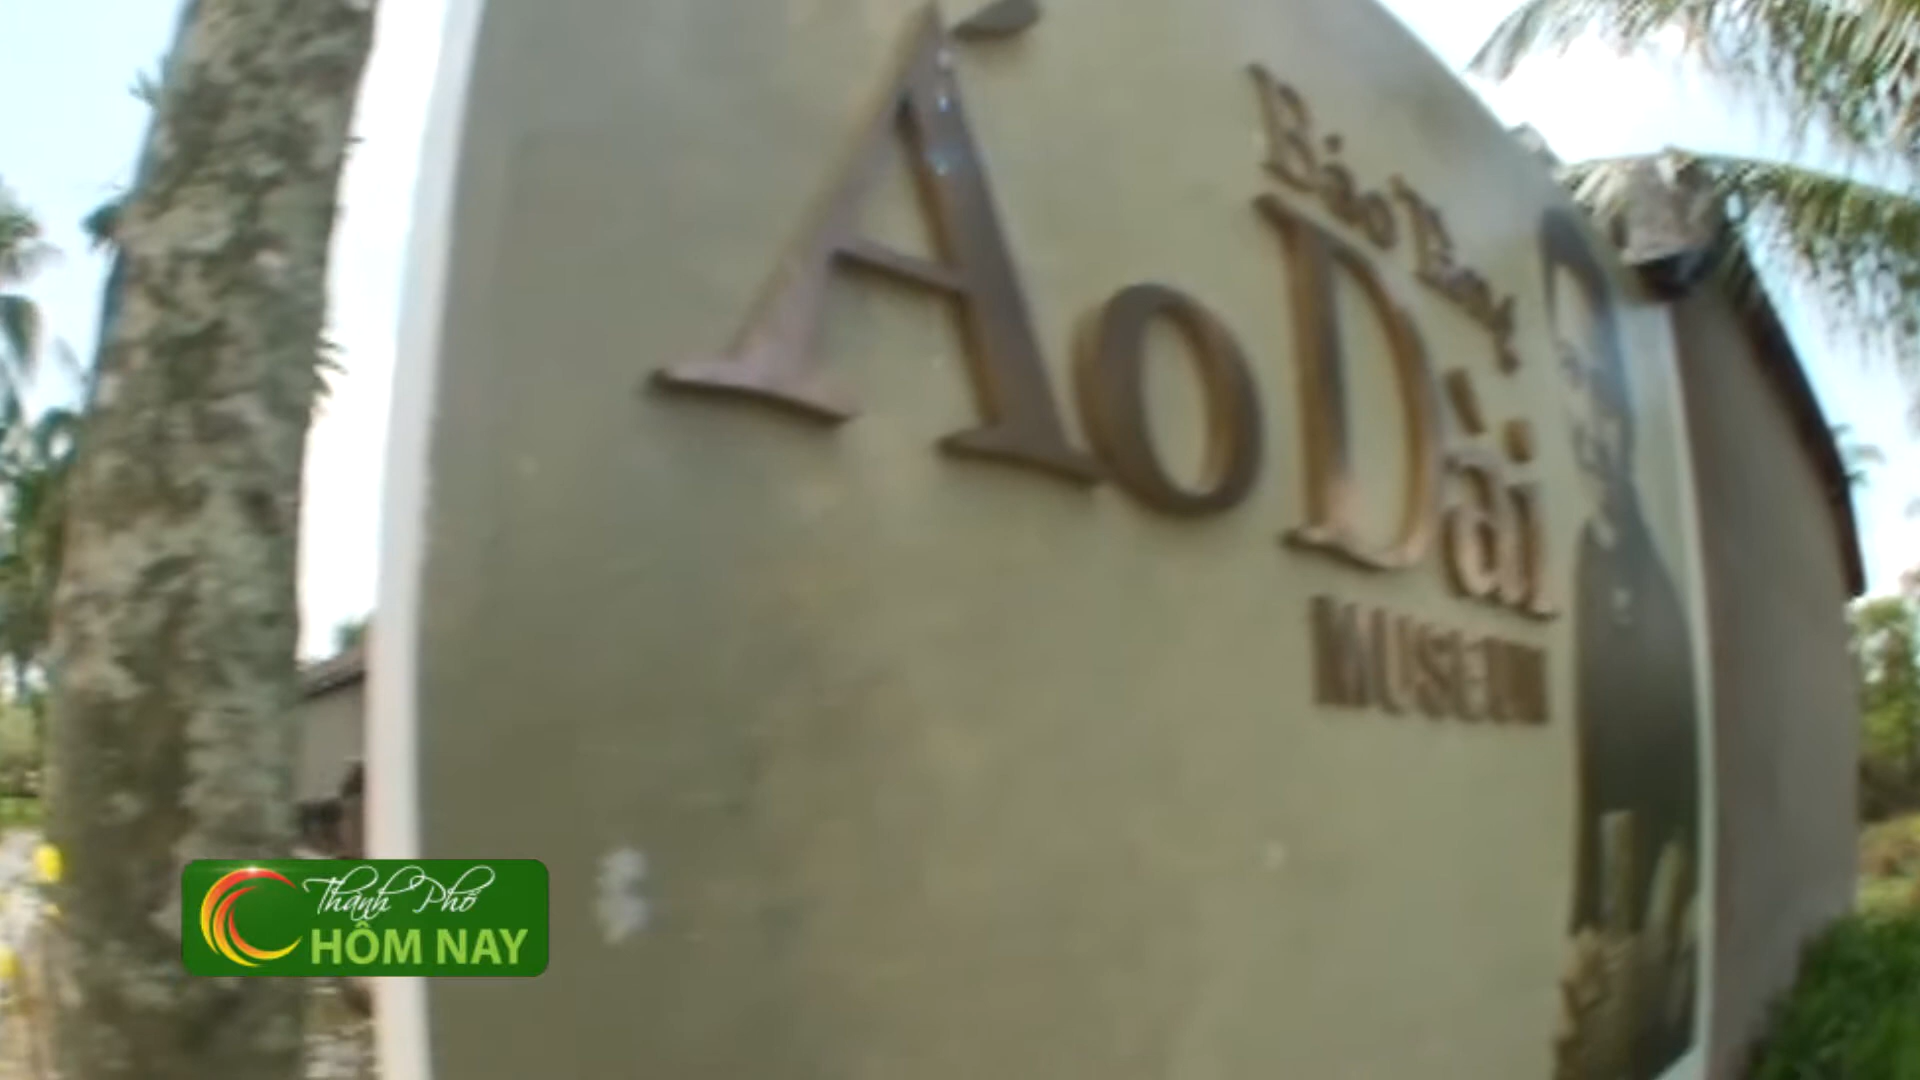 Bảo Tàng
Áo Dài
MUSEUM
Thành Phố
HÔM NAY